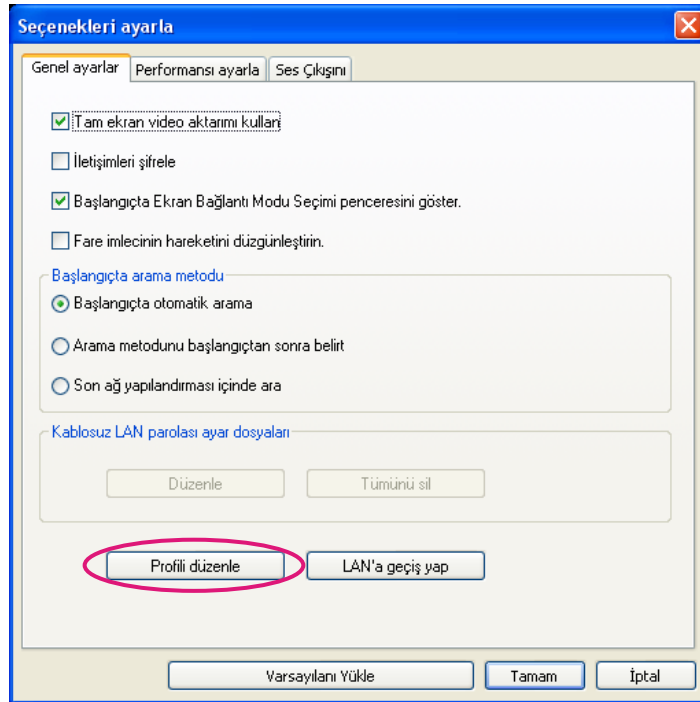 Seçenekleri ayarla
Genel ayarlar Performansı ayarla Ses Çıkışını
Tam ekran video aktarımı kullan
İletişimleri şifrele
Başlangıçta Ekran Bağlantı Modu Seçimi penceresini göster.
Fare imlecinin hareketini düzgünleştirin.
Başlangıçta arama metodu
Başlangıçta otomatik arama
Arama metodunu başlangıçtan sonra belirt
Son ağ yapılandırması içinde ara
Kablosuz LAN parolası ayar dosyaları
Düzenle Tümünü sil
Profili düzenle LAN'a geçiş yap
Varsayılanı Yükle Tamam İptal